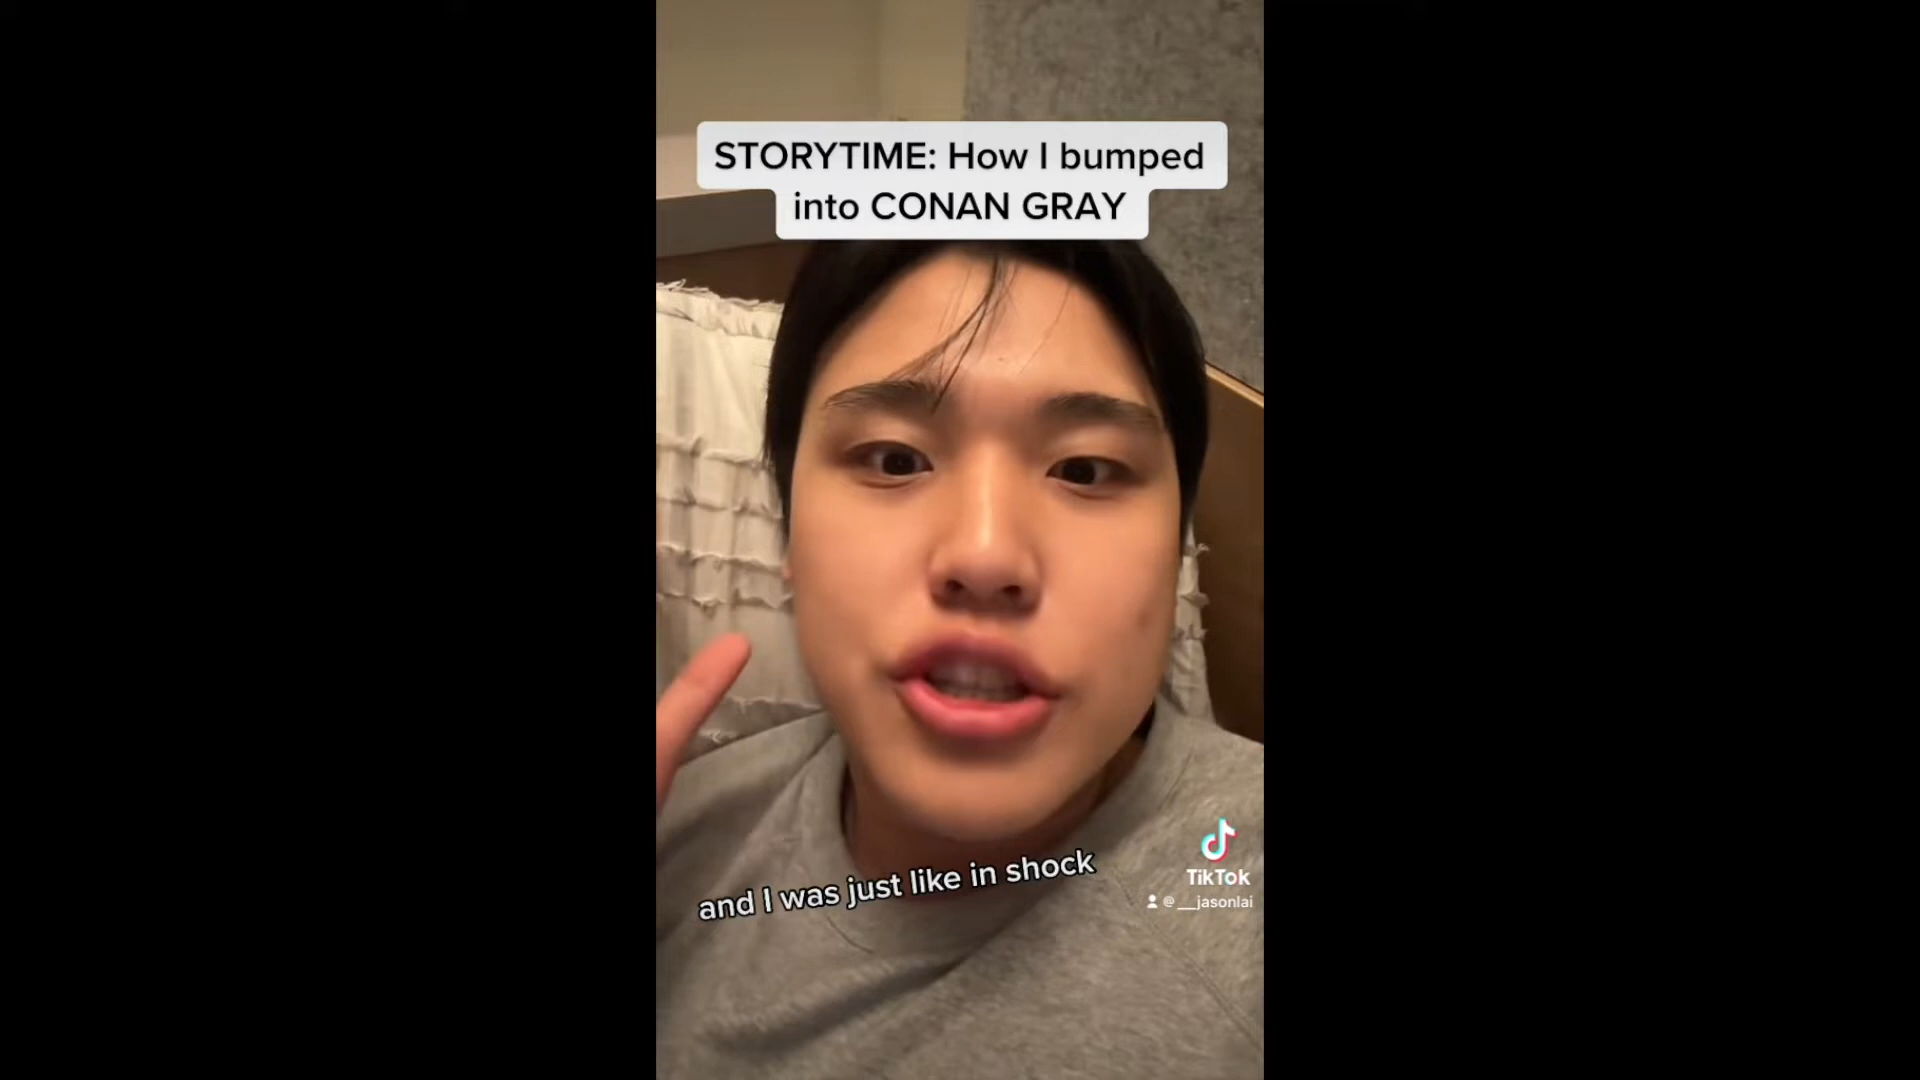 STORYTIME: How I bumped
into CONAN GRAY
and I was just like in shock
TikTok
@__jasonlai